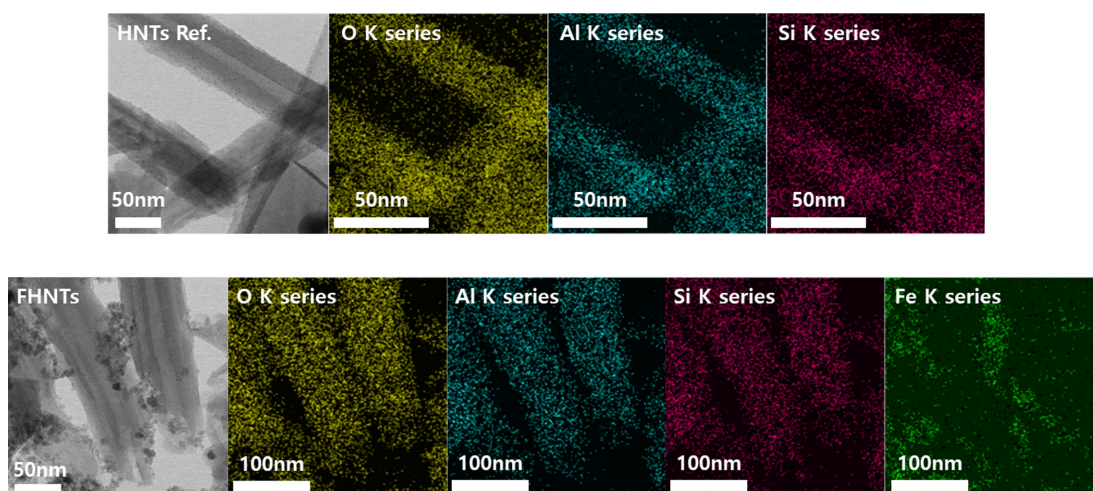 HNTs Ref.
O K series
Al K series
Si K series
50nm
50nm
50nm
50nm
FHNTs
O K series
Al K series
Si K series
Fe K series
50nm
100nm
100nm
100nm
100nm